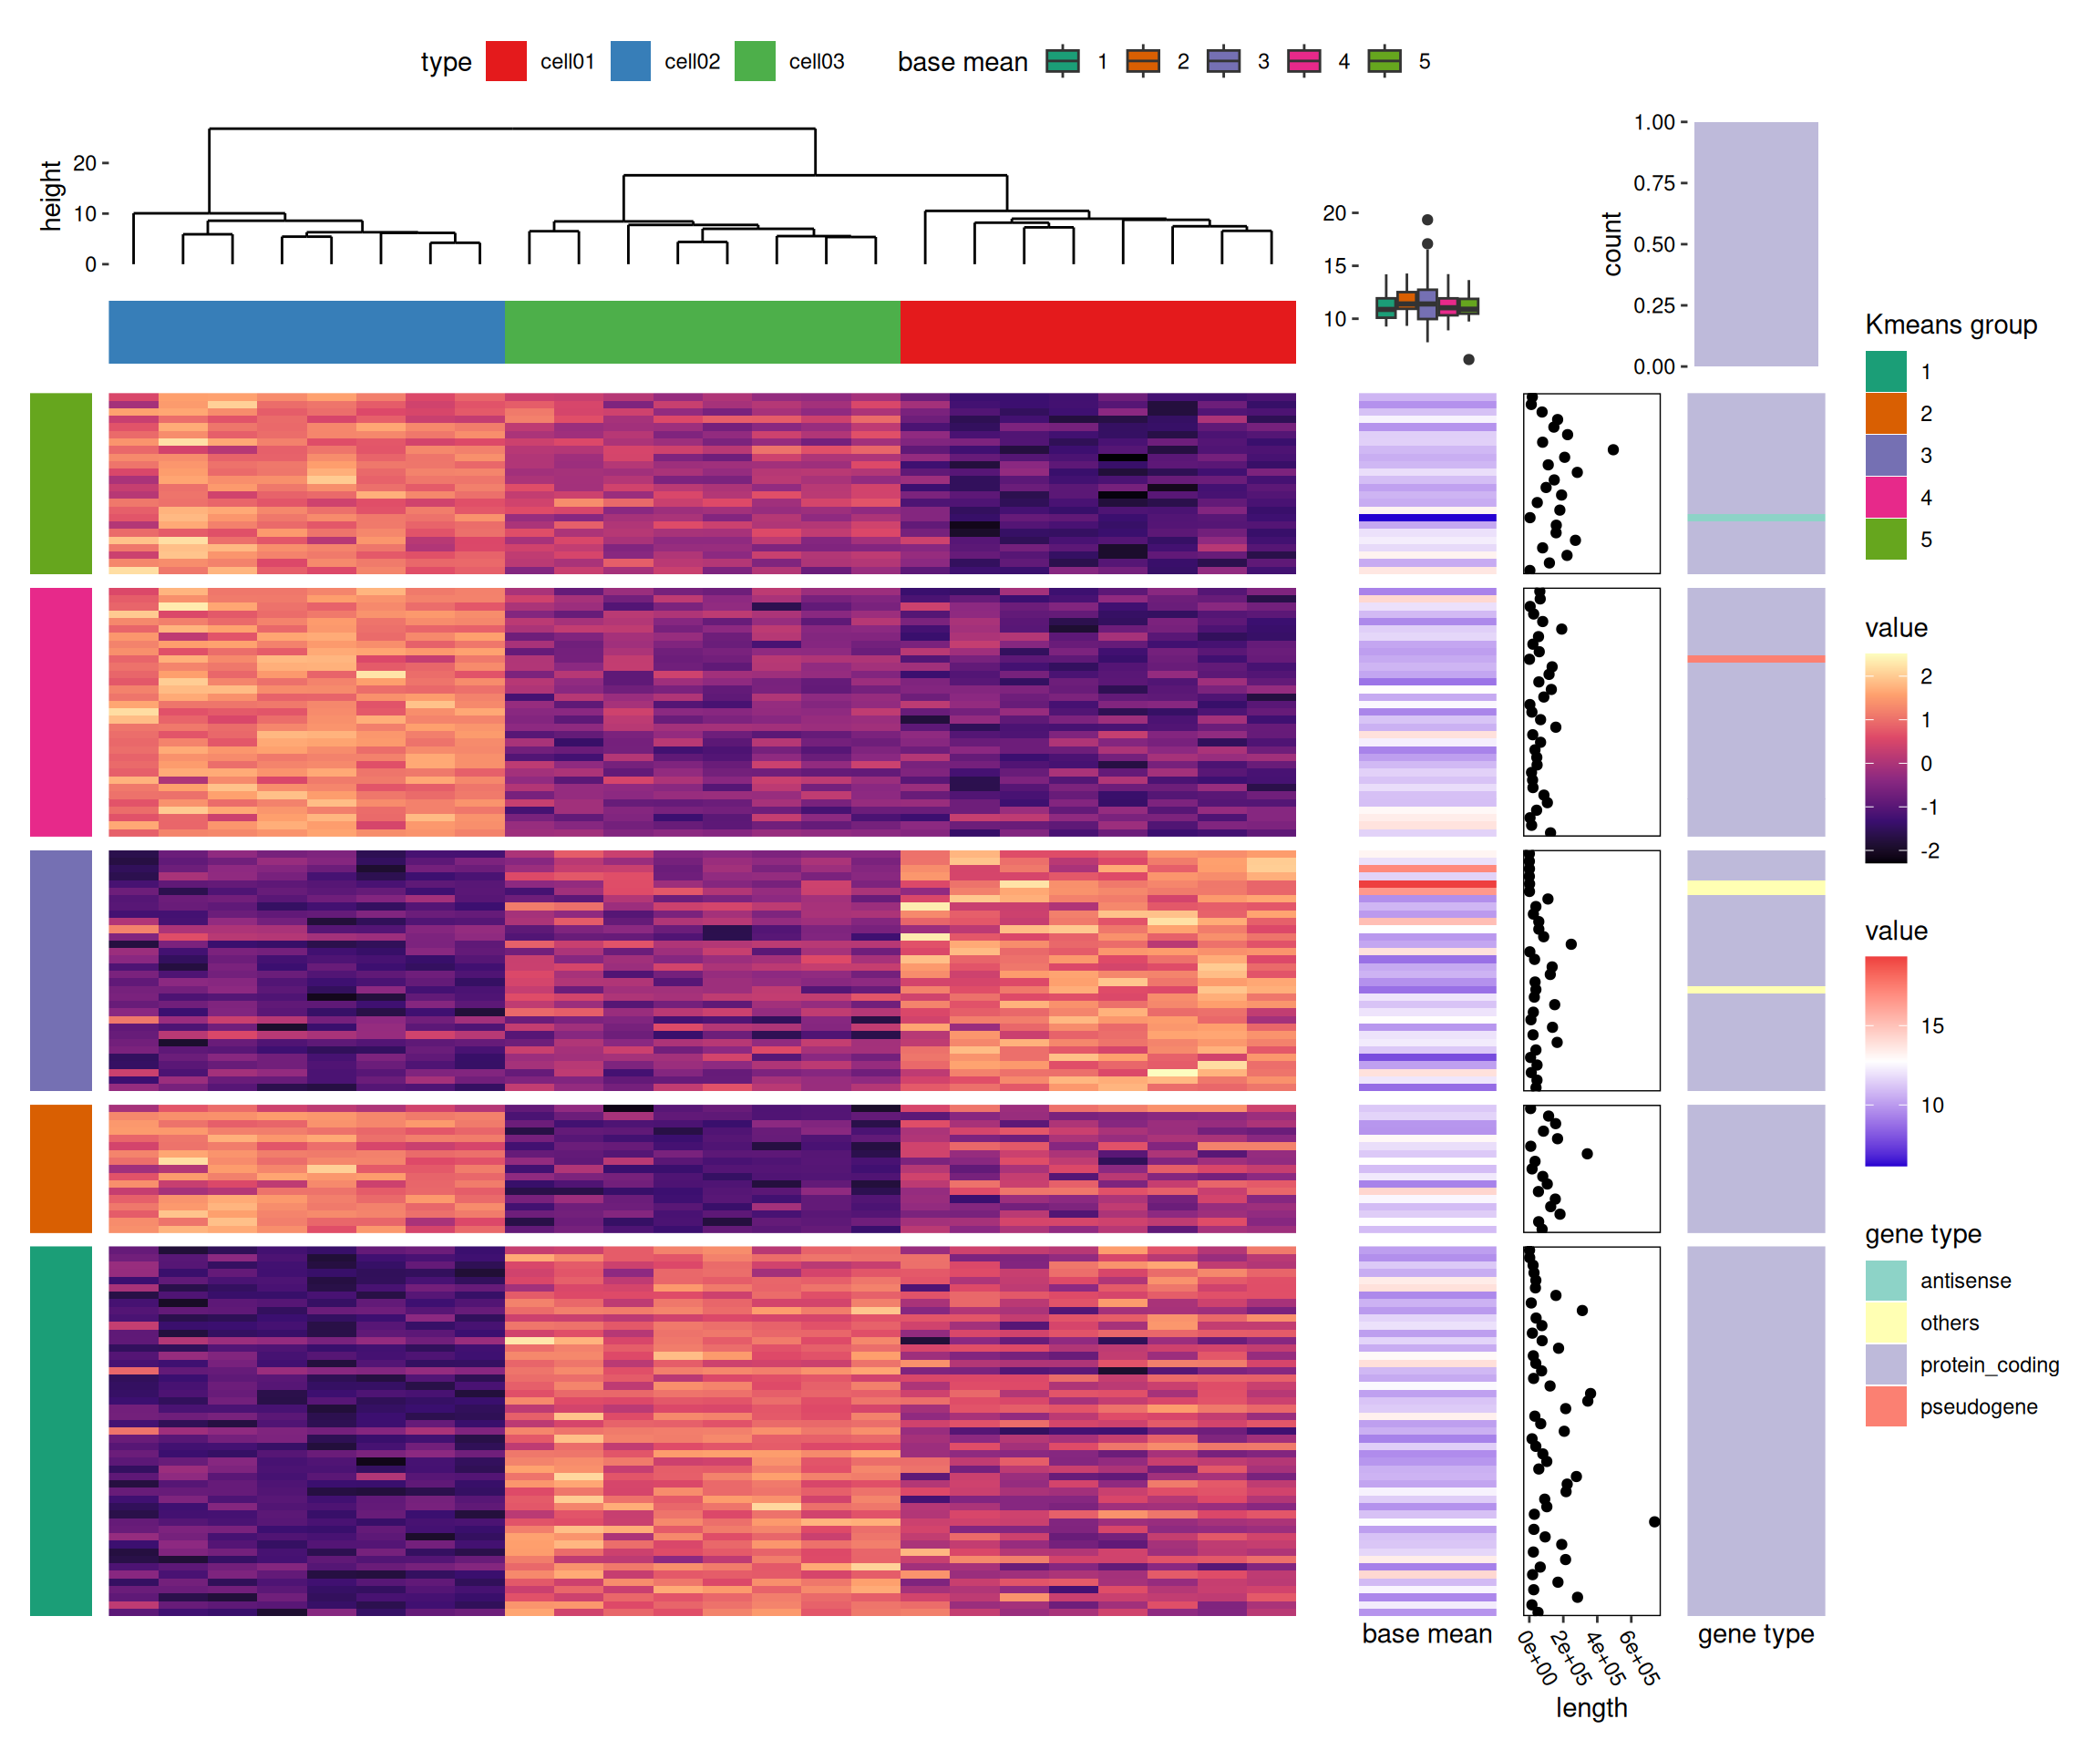 type cell01 cell02 cell03 base mean 1 2 3 4 5
height
20
10
0
20
15
10
count
1.00
0.75
0.50
0.25
0.00
Kmeans group
1
2
3
4
5
value
2
1
0
-1
-2
value
15
10
gene type
antisense
others
protein_coding
pseudogene
base mean
0e+00 2e+05 4e+05 6e+05
length
gene type